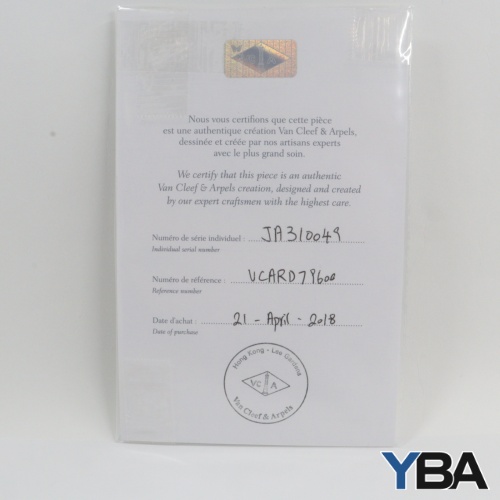 Nous vous certifions que cette pièce
est une authentique création Van Cleef & Arpels,
dessinée et créée par nos artisans experts
avec le plus grand soin.
We certify that this piece is an authentic
Van Cleef & Arpels creation, designed and created
by our expert craftsmen with the highest care.
Numéro de série individuel : JA310049
Individual serial number
Numéro de référence : VCARD79600
Reference number
Date d'achat : 21 - April - 2018
Date of purchase
Hong Kong - Lee Gardens
VC A
Van Cleef & Arpels
YBA